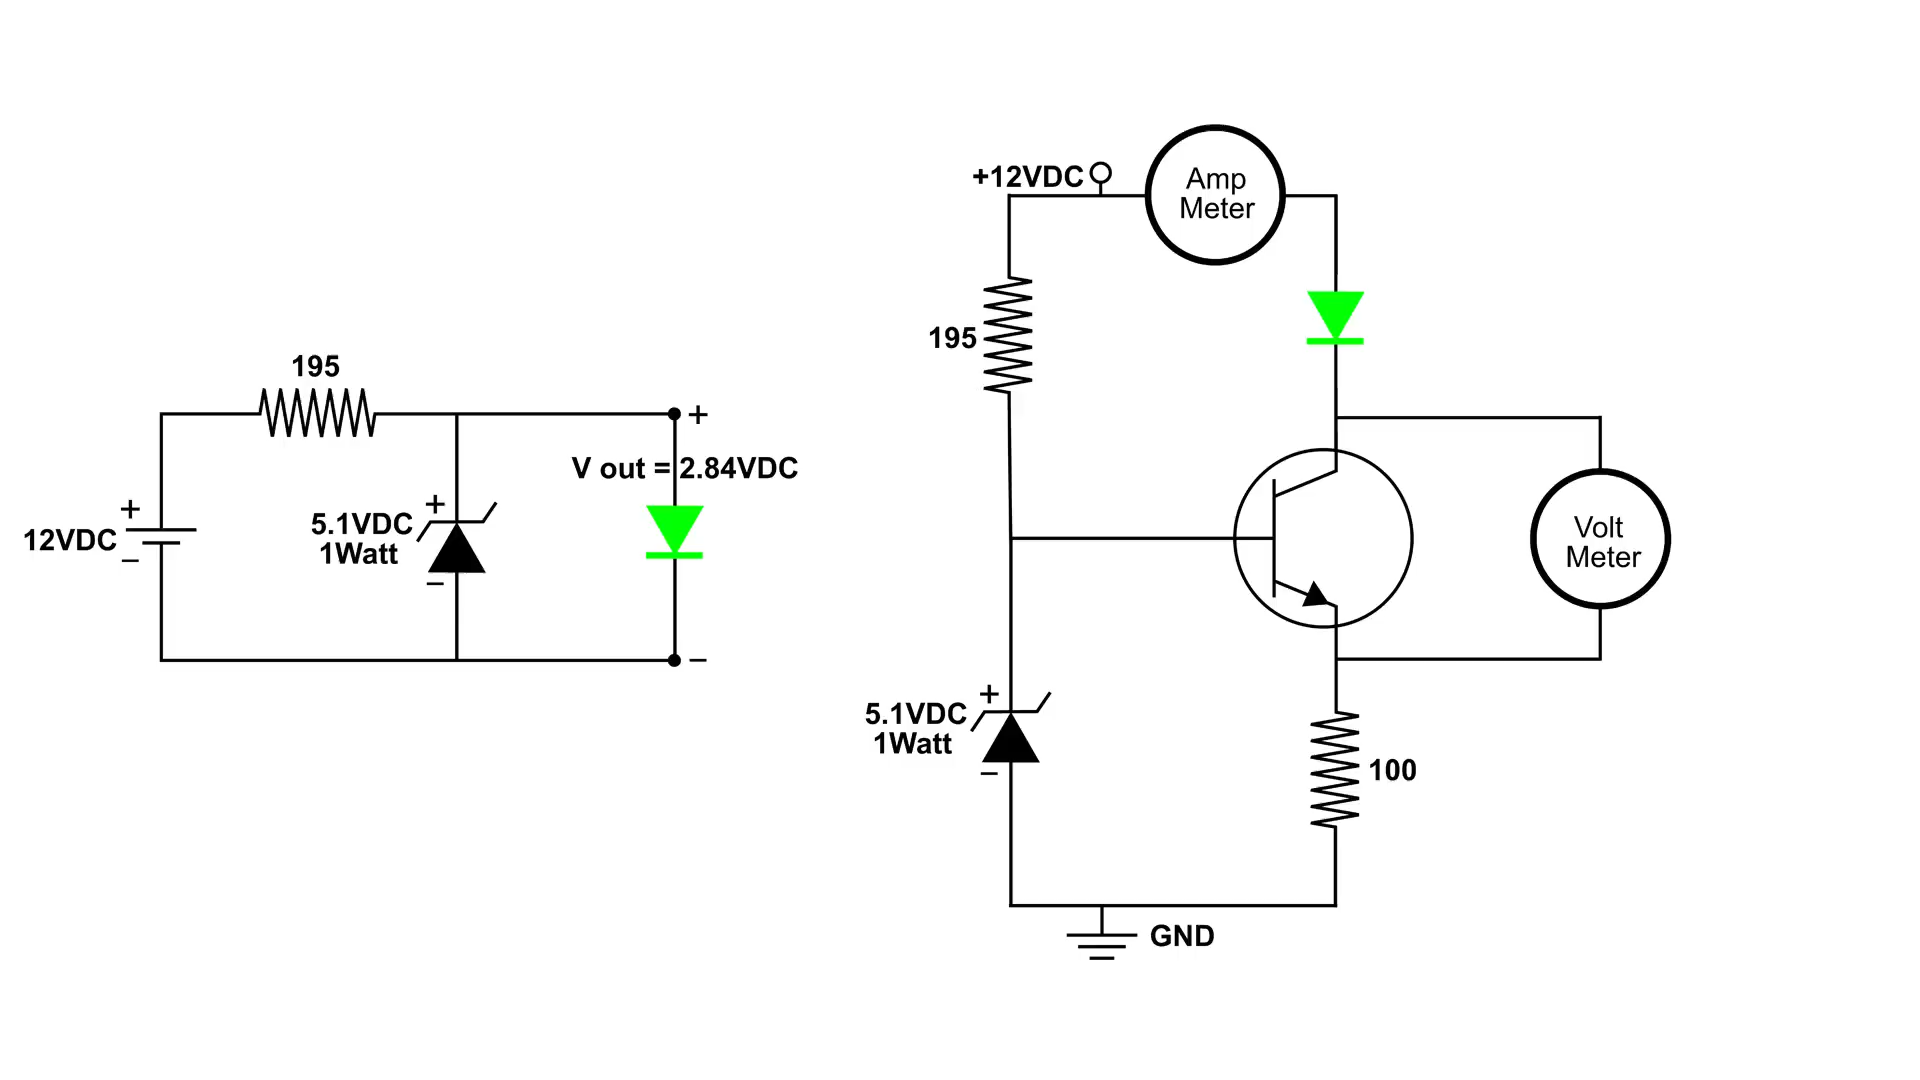 195
+
V out = 2.84VDC
+
12VDC
−
+
5.1VDC
1Watt
−
−
+12VDC
Amp
Meter
195
Volt
Meter
+
5.1VDC
1Watt
−
100
GND